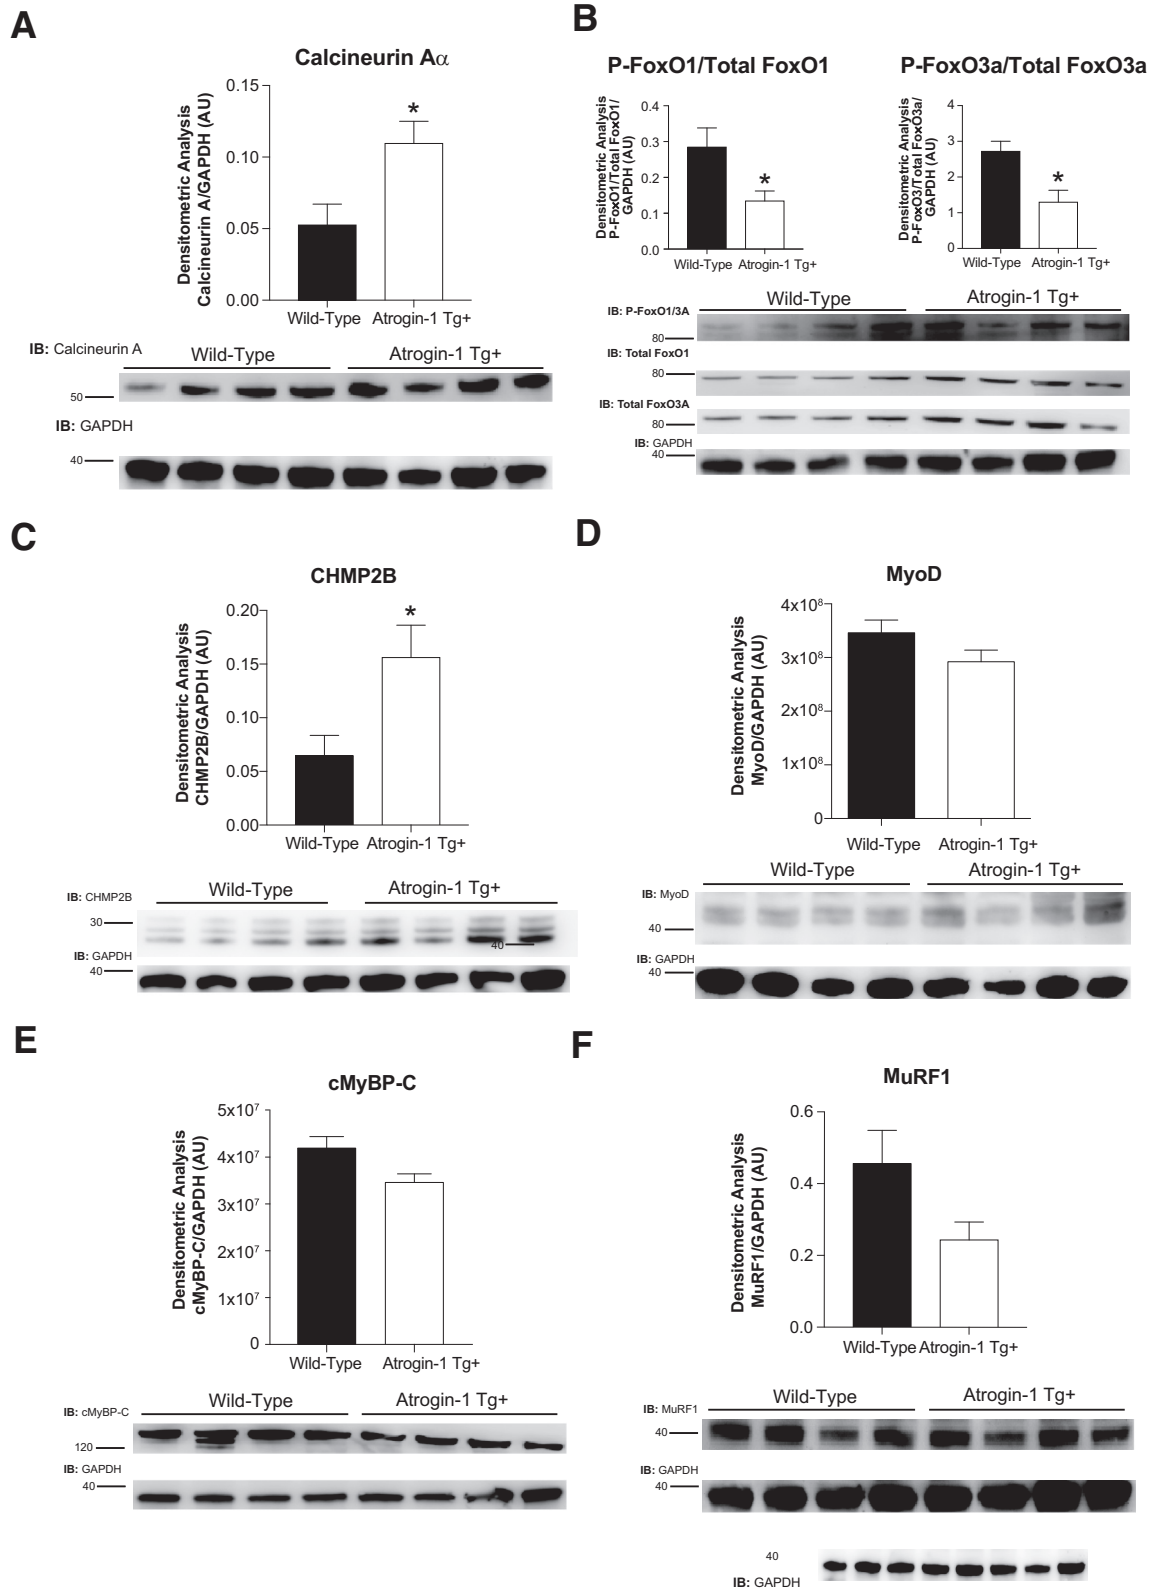 A
Calcineurin Aα
Densitometric Analysis
Calcineurin A/GAPDH (AU)
0.15
0.10
0.05
0.00
*
Wild-Type Atrogin-1 Tg+
IB: Calcineurin A
Wild-Type Atrogin-1 Tg+
50
IB: GAPDH
40
B
P-FoxO1/Total FoxO1
Densitometric Analysis
P-FoxO1/Total FoxO1/
GAPDH (AU)
0.4
0.3
0.2
0.1
0.0
*
Wild-Type Atrogin-1 Tg+
P-FoxO3a/Total FoxO3a
Densitometric Analysis
P-FoxO3/Total FoxO3a/
GAPDH (AU)
4
3
2
1
0
*
Wild-Type Atrogin-1 Tg+
Wild-Type Atrogin-1 Tg+
IB: P-FoxO1/3A
80
IB: Total FoxO1
80
IB: Total FoxO3A
80
IB: GAPDH
40
C
CHMP2B
Densitometric Analysis
CHMP2B/GAPDH (AU)
0.20
0.15
0.10
0.05
0.00
*
Wild-Type Atrogin-1 Tg+
Wild-Type Atrogin-1 Tg+
IB: CHMP2B
30
40
IB: GAPDH
40
D
MyoD
Densitometric Analysis
MyoD/GAPDH (AU)
4x10⁸
3x10⁸
2x10⁸
1x10⁸
0
Wild-Type Atrogin-1 Tg+
Wild-Type Atrogin-1 Tg+
IB: MyoD
40
IB: GAPDH
40
E
cMyBP-C
Densitometric Analysis
cMyBP-C/GAPDH (AU)
5x10⁷
4x10⁷
3x10⁷
2x10⁷
1x10⁷
0
Wild-Type Atrogin-1 Tg+
Wild-Type Atrogin-1 Tg+
IB: cMyBP-C
120
IB: GAPDH
40
F
MuRF1
Densitometric Analysis
MuRF1/GAPDH (AU)
0.6
0.4
0.2
0.0
Wild-Type Atrogin-1 Tg+
Wild-Type Atrogin-1 Tg+
IB: MuRF1
40
IB: GAPDH
40
40
IB: GAPDH